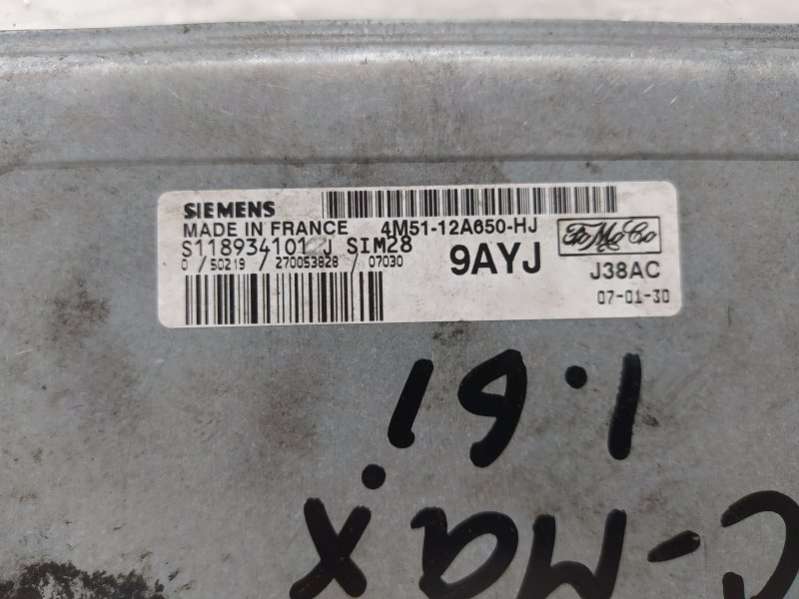 SIEMENS
MADE IN FRANCE 4M51-12A650-HJ
S118934101 J SIM28
0 / 50219 / 270053828 / 07030
9AYJ
FoMoCo
J38AC
07-01-30
C-Max
1.6i